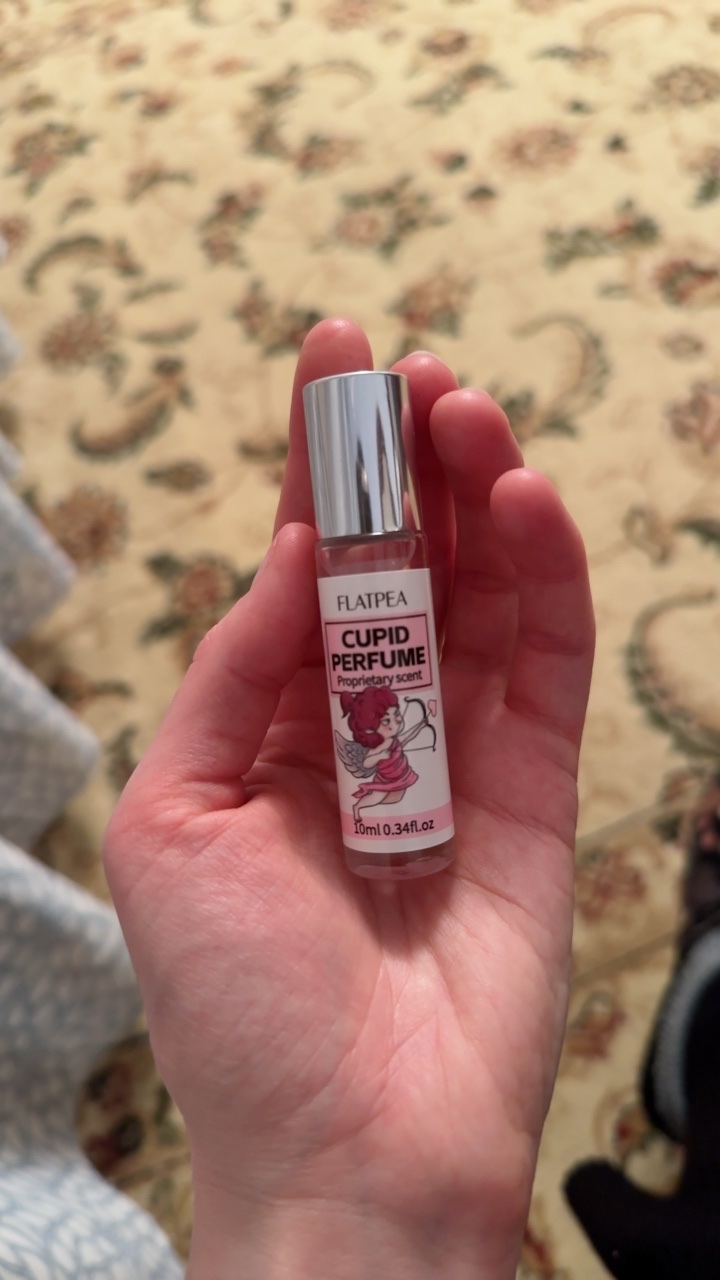 FLATPEA
CUPID
PERFUME
Proprietary scent
10ml 0.34fl.oz